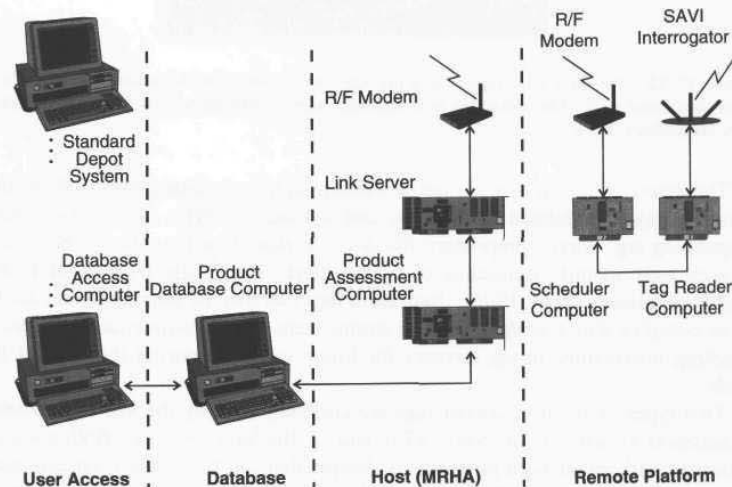 R/F
Modem
SAVI
Interrogator
R/F Modem
Standard
Depot
System
Link Server
Database
Access
Computer
Product
Database Computer
Product
Assessment
Computer
Scheduler
Computer
Tag Reader
Computer
User Access
Database
Host (MRHA)
Remote Platform